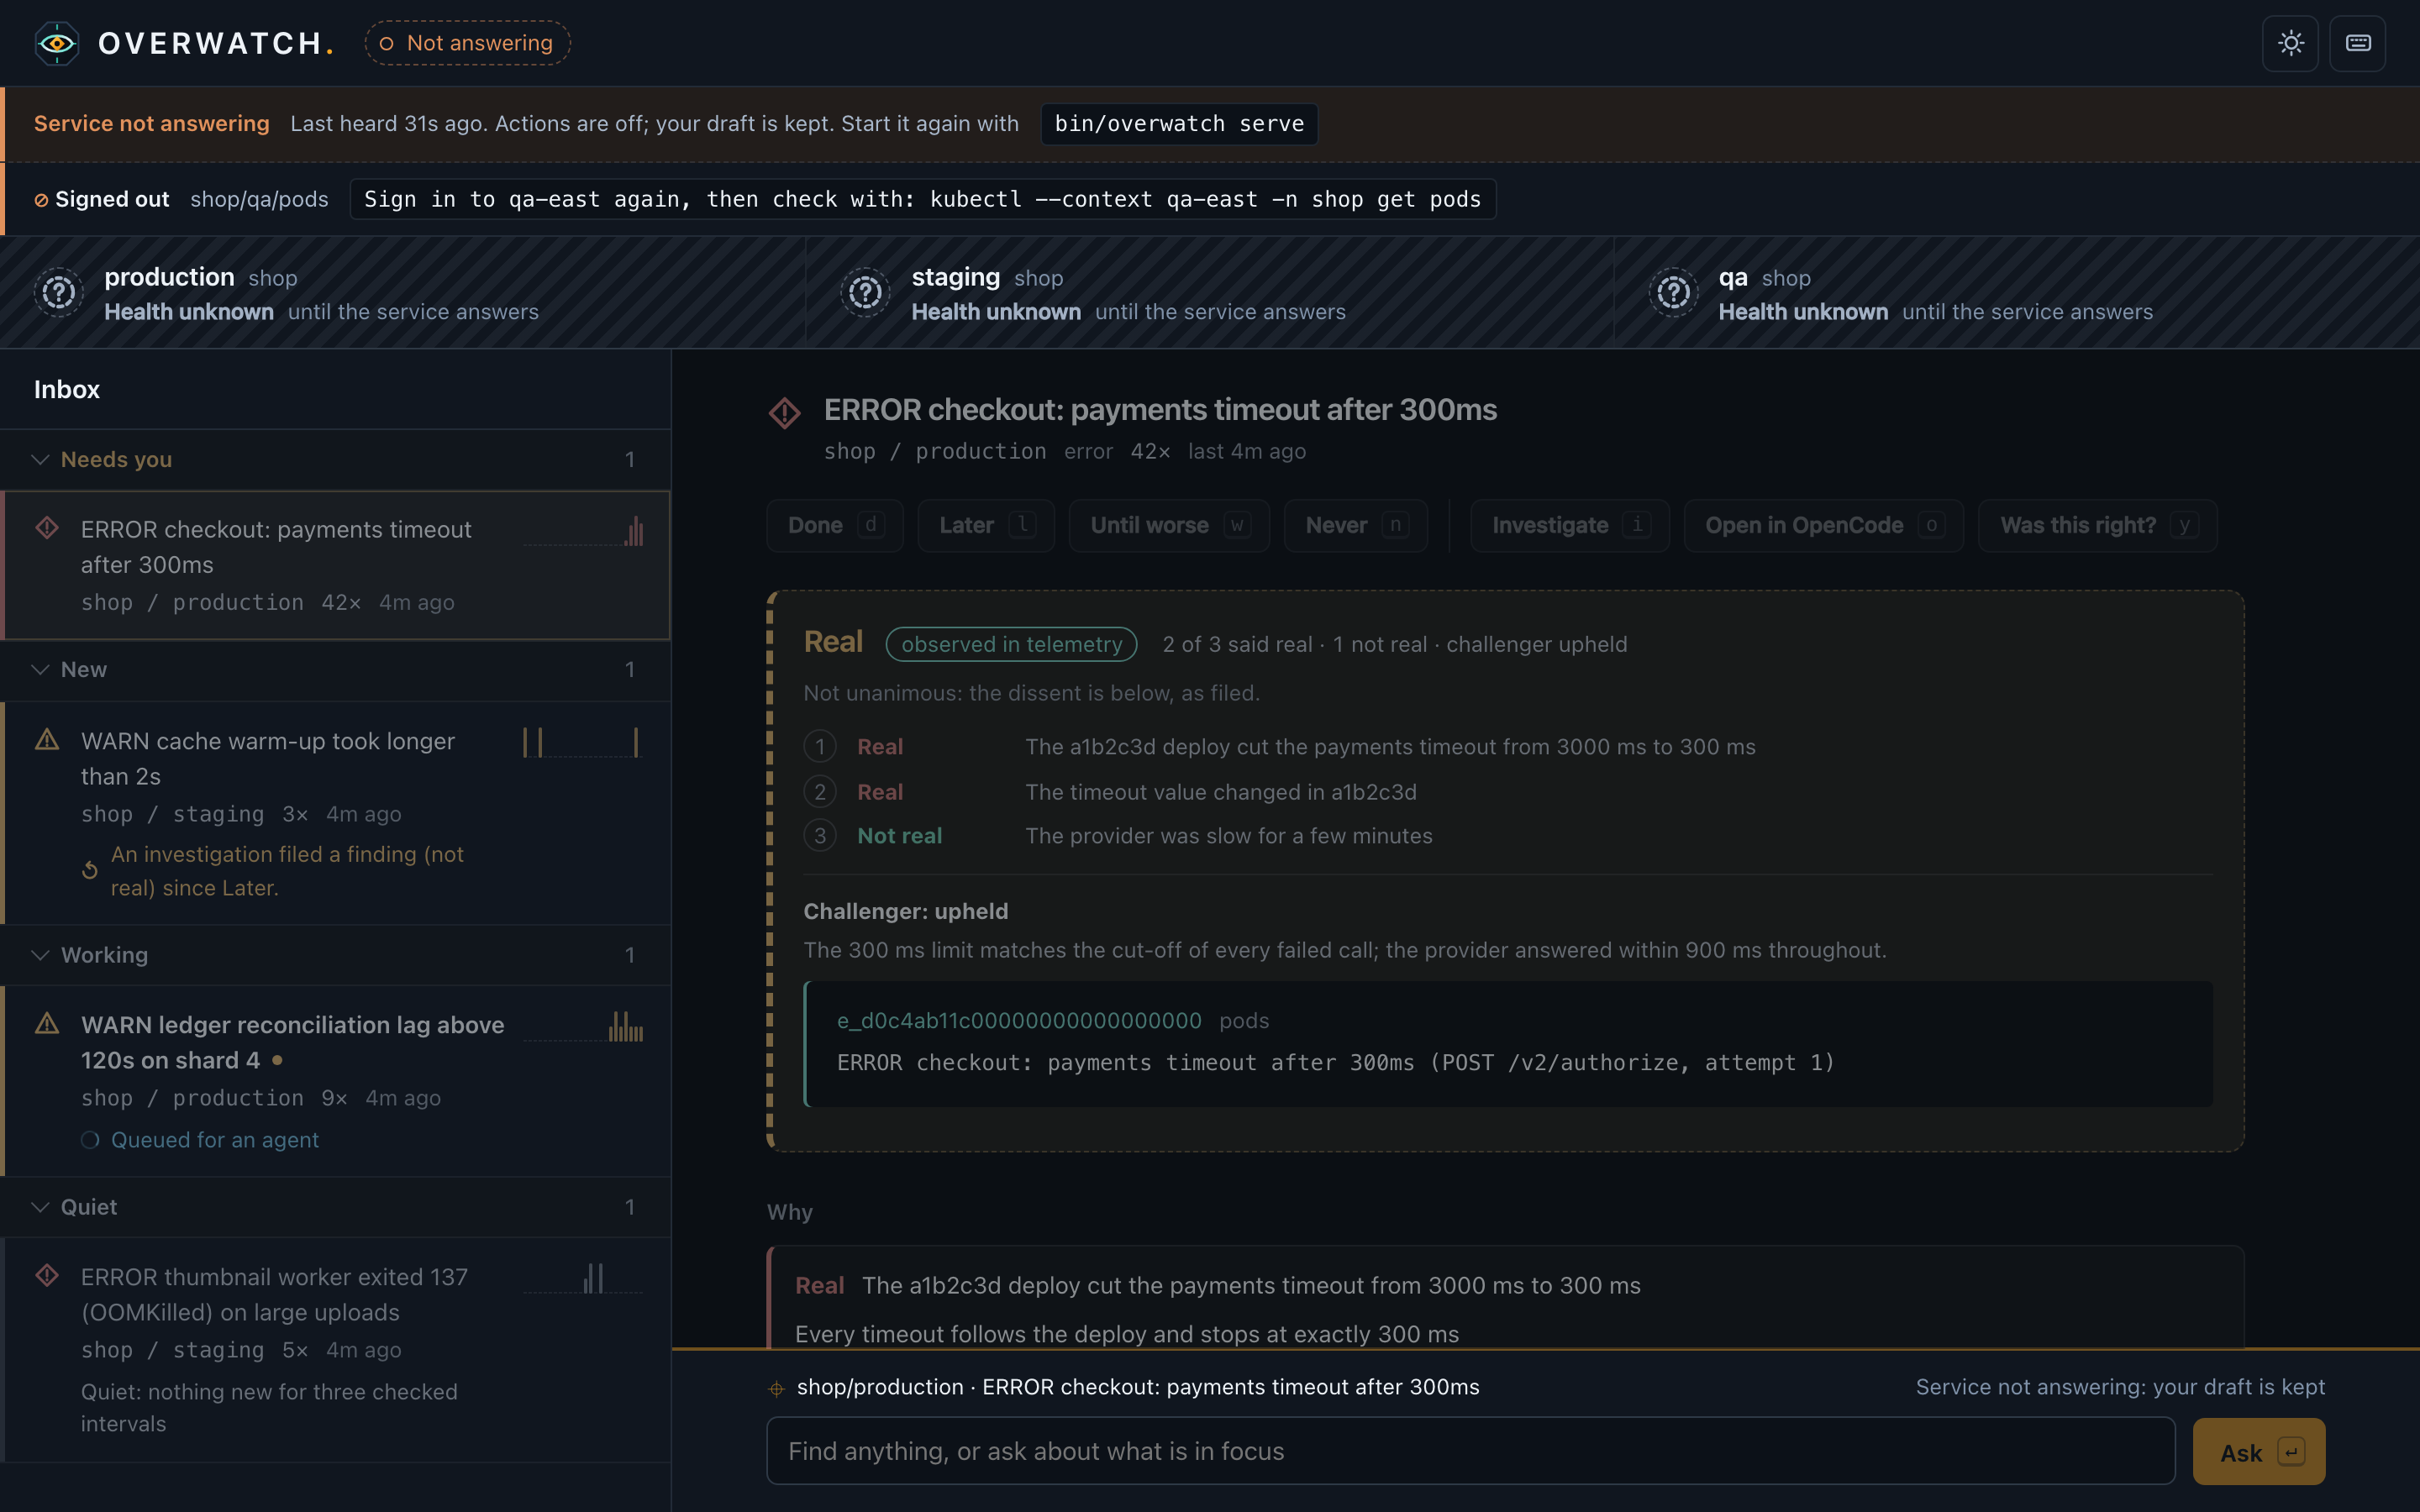 OVERWATCH.
Not answering
Service not answering Last heard 31s ago. Actions are off; your draft is kept. Start it again with bin/overwatch serve
Signed out shop/qa/pods Sign in to qa-east again, then check with: kubectl --context qa-east -n shop get pods
production shop
Health unknown until the service answers
staging shop
Health unknown until the service answers
qa shop
Health unknown until the service answers
Inbox
Needs you 1
ERROR checkout: payments timeout
after 300ms
shop / production 42× 4m ago
New 1
WARN cache warm-up took longer
than 2s
shop / staging 3× 4m ago
An investigation filed a finding (not
real) since Later.
Working 1
WARN ledger reconciliation lag above
120s on shard 4
shop / production 9× 4m ago
Queued for an agent
Quiet 1
ERROR thumbnail worker exited 137
(OOMKilled) on large uploads
shop / staging 5× 4m ago
Quiet: nothing new for three checked
intervals
ERROR checkout: payments timeout after 300ms
shop / production error 42× last 4m ago
Done d Later l Until worse w Never n Investigate i Open in OpenCode o Was this right? y
Real observed in telemetry 2 of 3 said real · 1 not real · challenger upheld
Not unanimous: the dissent is below, as filed.
1 Real The a1b2c3d deploy cut the payments timeout from 3000 ms to 300 ms
2 Real The timeout value changed in a1b2c3d
3 Not real The provider was slow for a few minutes
Challenger: upheld
The 300 ms limit matches the cut-off of every failed call; the provider answered within 900 ms throughout.
e_d0c4ab11c00000000000000000 pods
ERROR checkout: payments timeout after 300ms (POST /v2/authorize, attempt 1)
Why
Real The a1b2c3d deploy cut the payments timeout from 3000 ms to 300 ms
Every timeout follows the deploy and stops at exactly 300 ms
shop/production · ERROR checkout: payments timeout after 300ms
Service not answering: your draft is kept
Find anything, or ask about what is in focus
Ask ↵